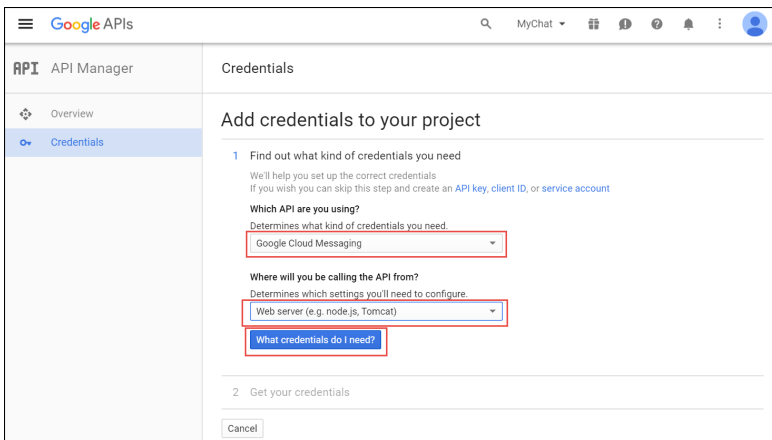 Google APIs
MyChat
API API Manager
Credentials
Overview
Credentials
Add credentials to your project
1 Find out what kind of credentials you need
We'll help you set up the correct credentials
If you wish you can skip this step and create an API key, client ID, or service account
Which API are you using?
Determines what kind of credentials you need.
Google Cloud Messaging
Where will you be calling the API from?
Determines which settings you'll need to configure.
Web server (e.g. node.js, Tomcat)
What credentials do I need?
2 Get your credentials
Cancel